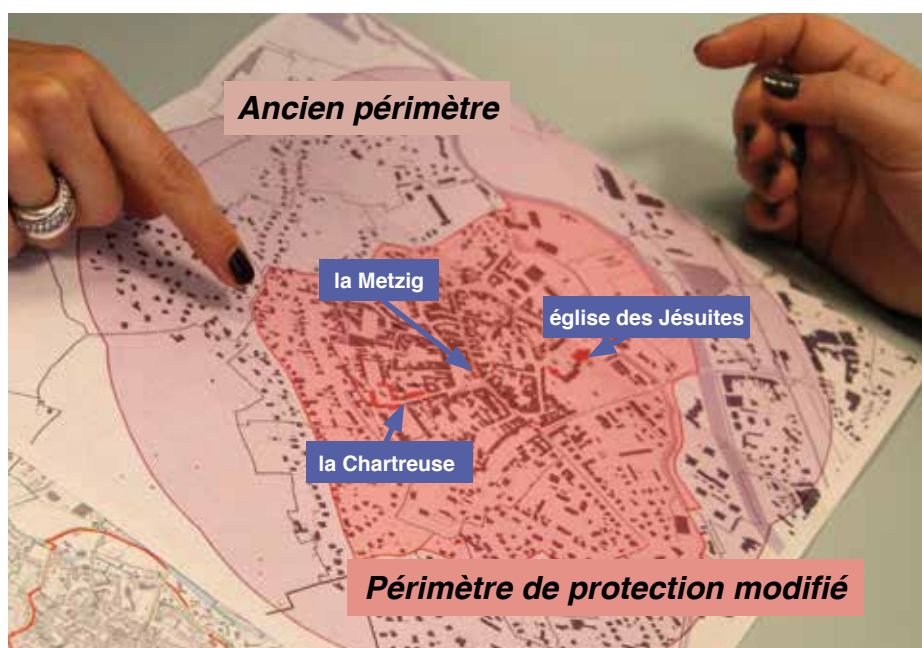 Ancien périmètre
la Metzig
église des Jésuites
la Chartreuse
Périmètre de protection modifié